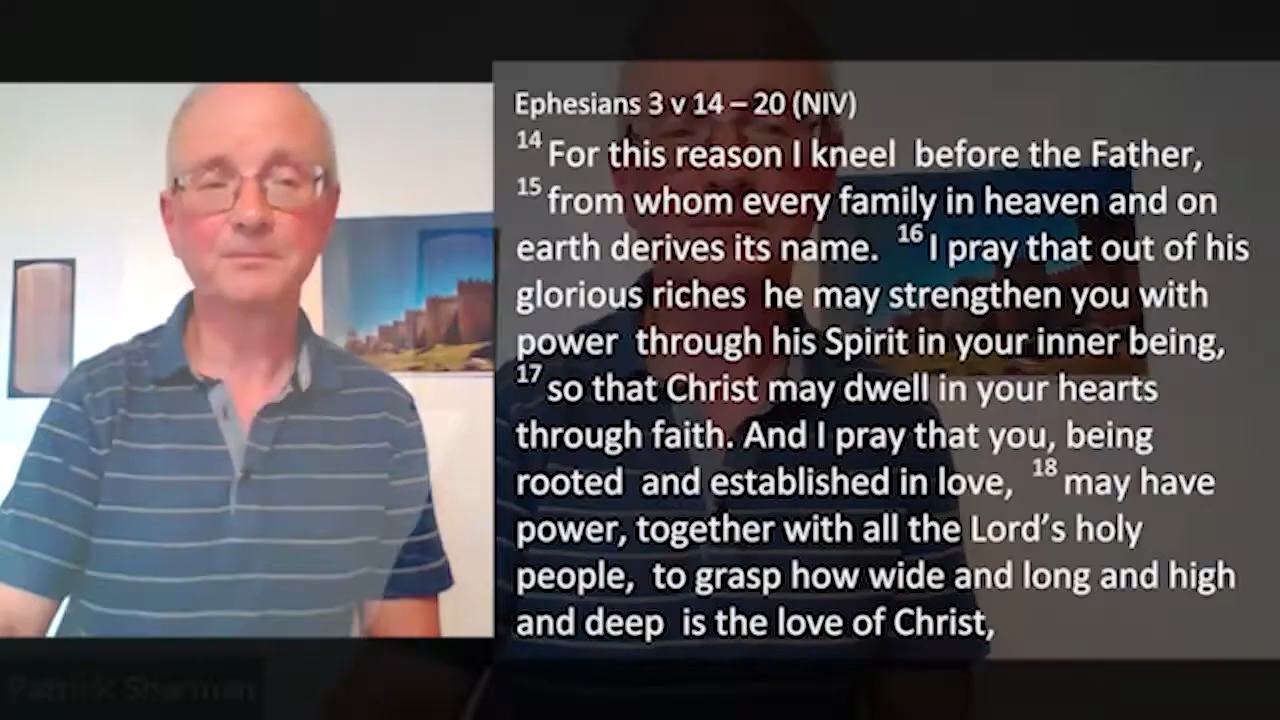 Ephesians 3 v 14 – 20 (NIV)
14 For this reason I kneel before the Father,
15 from whom every family in heaven and on
earth derives its name. 16 I pray that out of his
glorious riches he may strengthen you with
power through his Spirit in your inner being,
17 so that Christ may dwell in your hearts
through faith. And I pray that you, being
rooted and established in love, 18 may have
power, together with all the Lord’s holy
people, to grasp how wide and long and high
and deep is the love of Christ,
Patrick Sharman